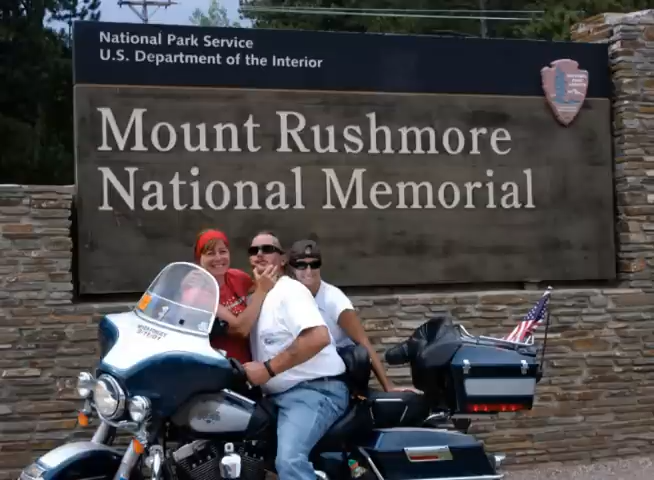 National Park Service
U.S. Department of the Interior
Mount Rushmore
National Memorial